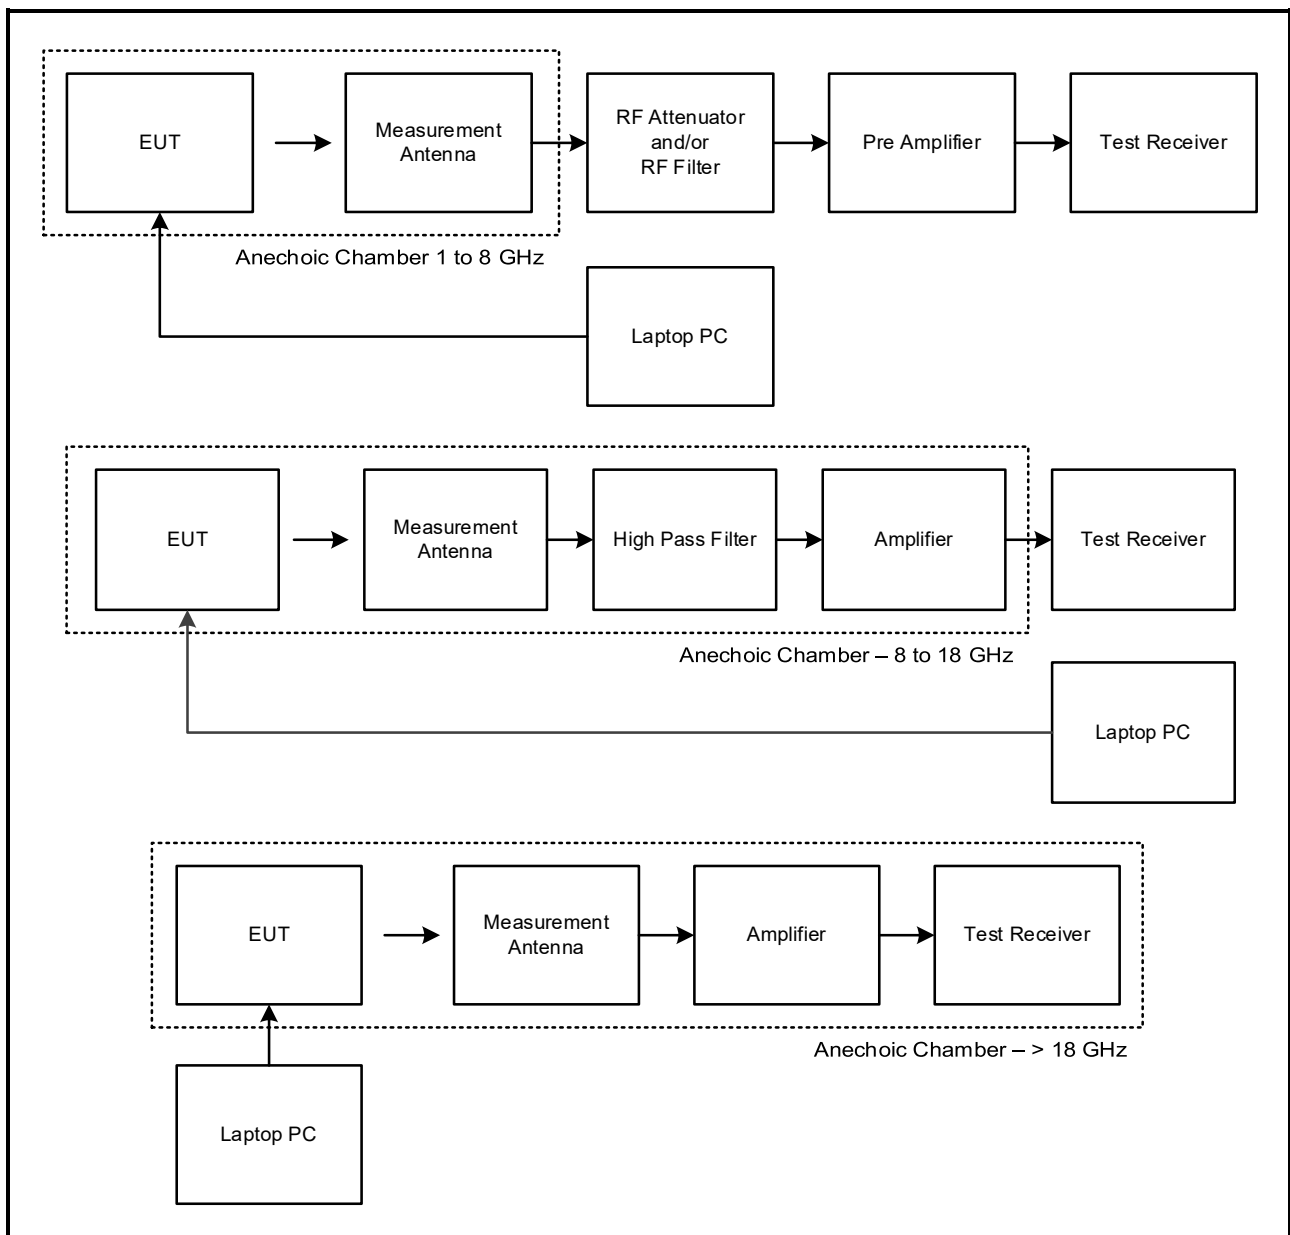 EUT
Measurement
Antenna
RF Attenuator
and/or
RF Filter
Pre Amplifier
Test Receiver
Anechoic Chamber 1 to 8 GHz
Laptop PC
EUT
Measurement
Antenna
High Pass Filter
Amplifier
Test Receiver
Anechoic Chamber – 8 to 18 GHz
Laptop PC
EUT
Measurement
Antenna
Amplifier
Test Receiver
Anechoic Chamber – > 18 GHz
Laptop PC